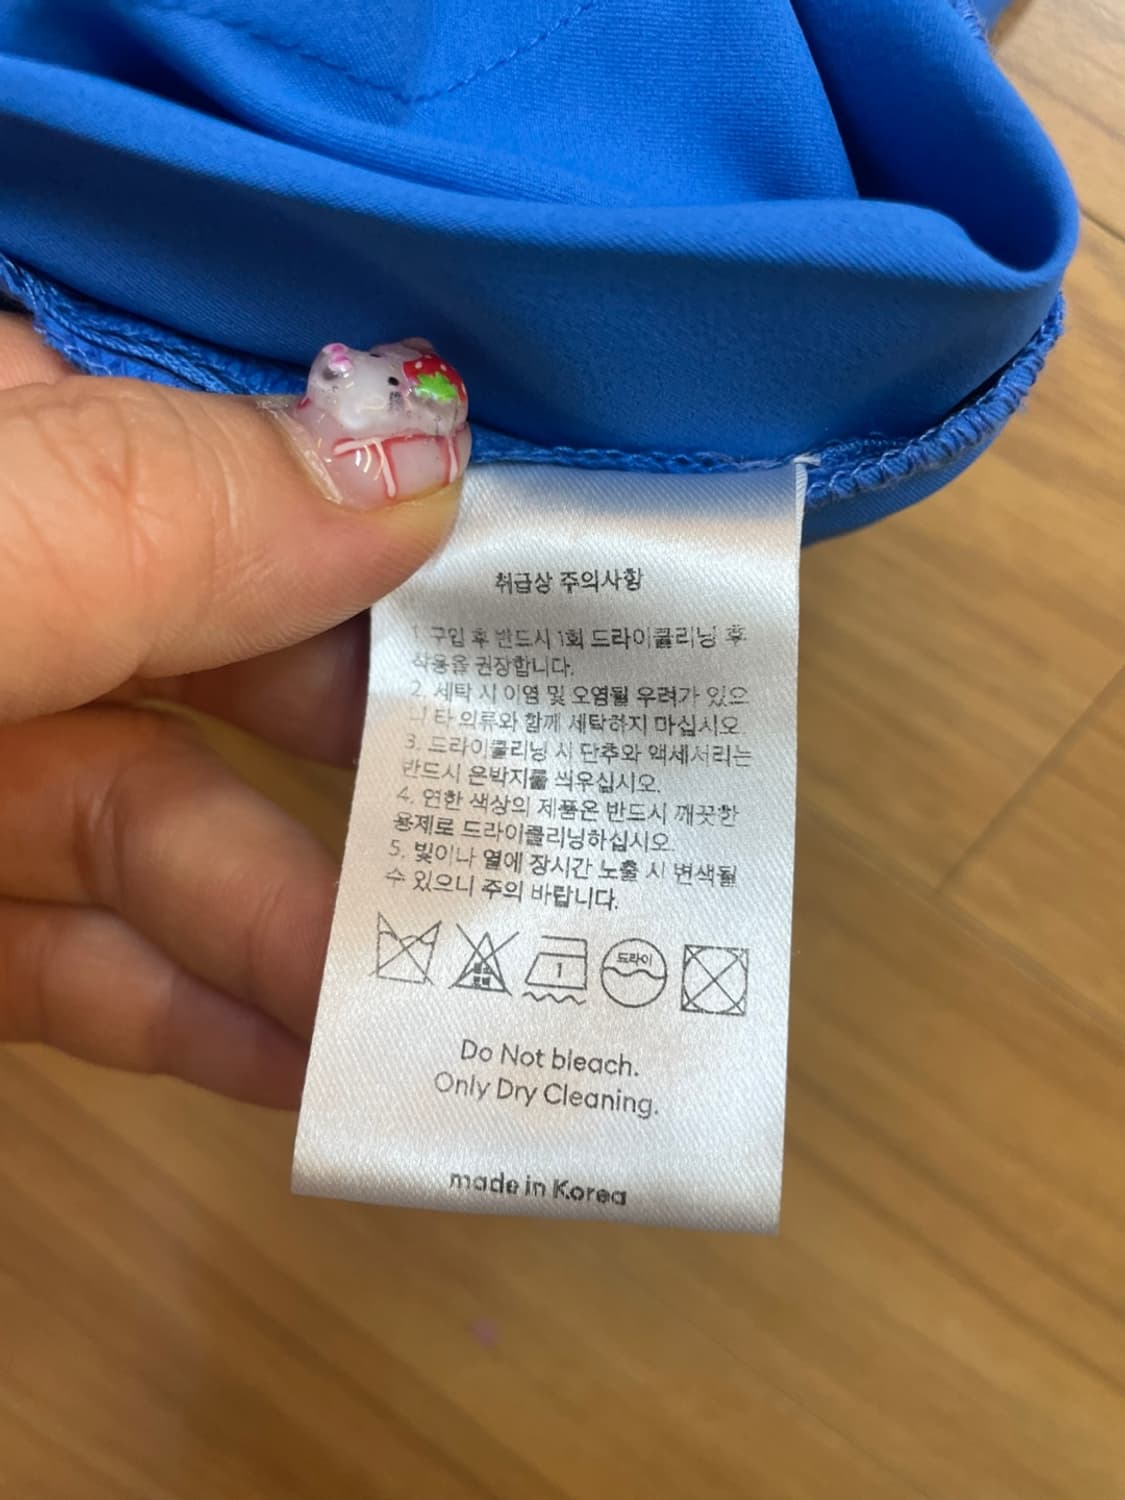 취급상 주의사항
1. 구입 후 반드시 1회 드라이클리닝 후
착용을 권장합니다.
2. 세탁 시 이염 및 오염될 우려가 있으
니 타 의류와 함께 세탁하지 마십시오.
3. 드라이클리닝 시 단추와 액세서리는
반드시 은박지를 씌우십시오.
4. 연한 색상의 제품은 반드시 깨끗한
용제로 드라이클리닝하십시오.
5. 빛이나 열에 장시간 노출 시 변색될
수 있으니 주의 바랍니다.
1 드라이
Do Not bleach.
Only Dry Cleaning.
made in Korea